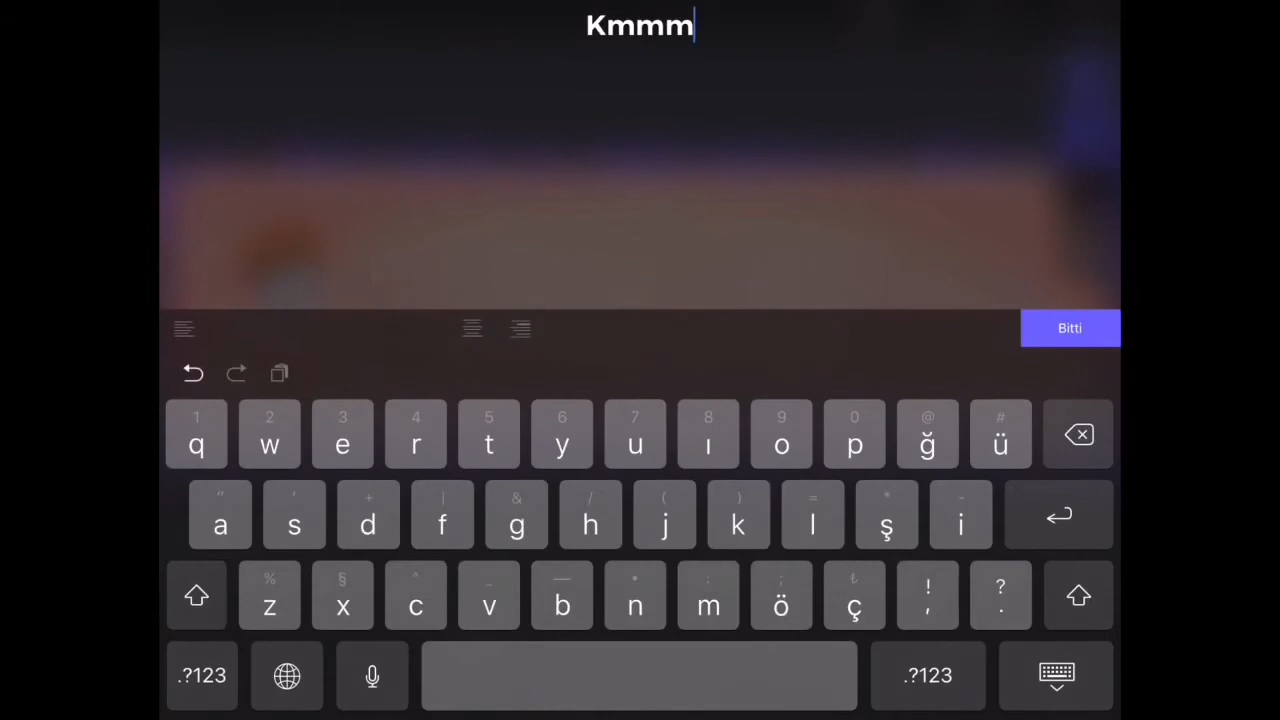 Kmmm
Bitti
1 2 3 4 5 6 7 8 9 0 @ #
q w e r t y u ı o p ğ ü
" ' + | & / ( ) = * -
a s d f g h j k l ş i
% § ^ _ — • : ; ₺ ! ?
z x c v b n m ö ç , .
.?123 .?123